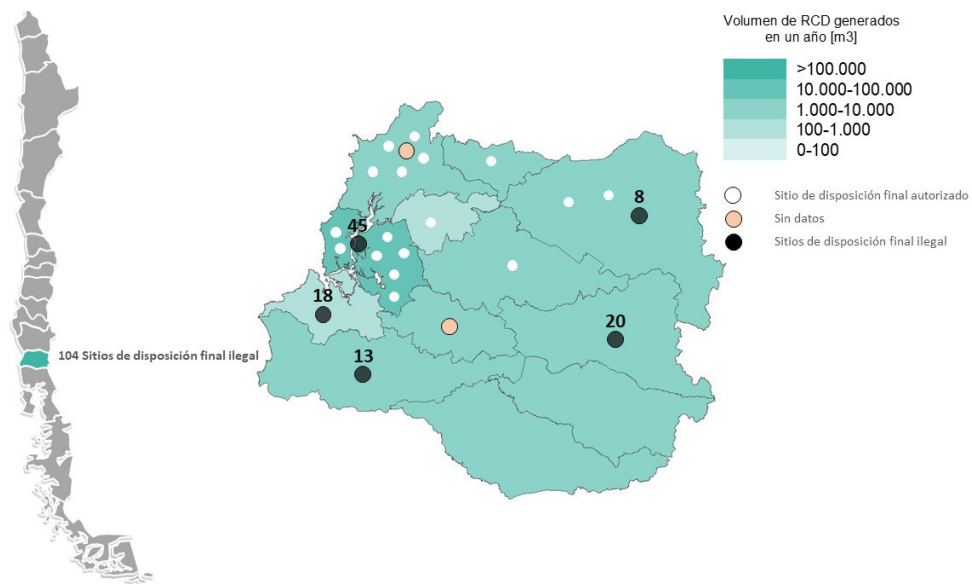 Volumen de RCD generados
en un año [m3]
>100.000
10.000-100.000
1.000-10.000
100-1.000
0-100
Sitio de disposición final autorizado
Sin datos
Sitios de disposición final ilegal
8
45
18
20
13
104 Sitios de disposición final ilegal